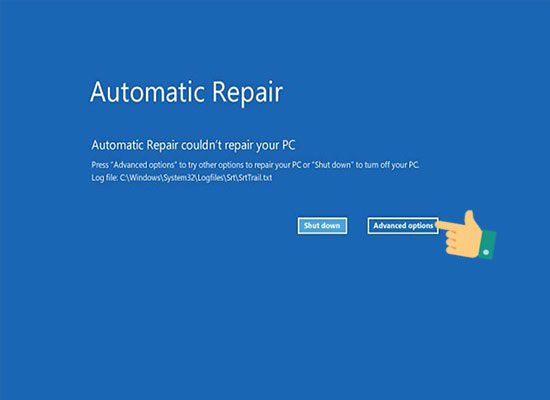 Automatic Repair
Automatic Repair couldn't repair your PC
Press "Advanced options" to try other options to repair your PC or "Shut down" to turn off your PC.
Log file: C:\Windows\System32\Logfiles\Srt\SrtTrail.txt
Shut down
Advanced options